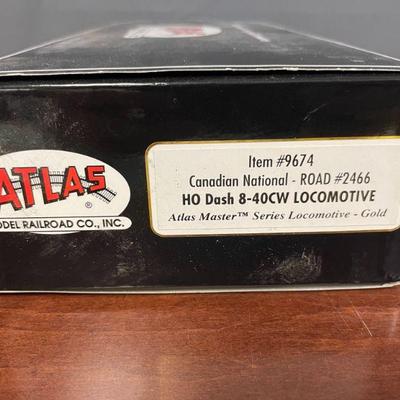 ATLAS
®
ODEL RAILROAD CO., INC.
Item #9674
Canadian National - ROAD #2466
HO Dash 8-40CW LOCOMOTIVE
Atlas Master™ Series Locomotive - Gold